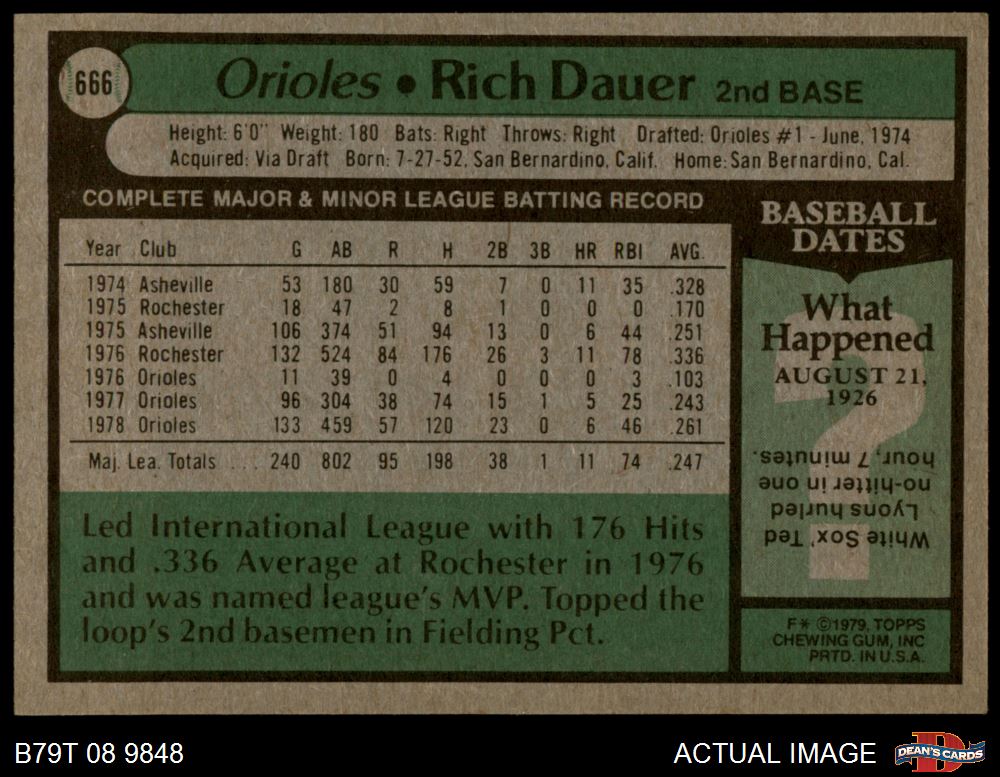 666
Orioles • Rich Dauer 2nd BASE
Height: 6'0" Weight: 180 Bats: Right Throws: Right Drafted: Orioles #1 - June, 1974
Acquired: Via Draft Born: 7-27-52, San Bernardino, Calif. Home: San Bernardino, Cal.
COMPLETE MAJOR & MINOR LEAGUE BATTING RECORD
Year Club G AB R H 2B 3B HR RBI AVG.
1974 Asheville 53 180 30 59 7 0 11 35 .328
1975 Rochester 18 47 2 8 1 0 0 0 .170
1975 Asheville 106 374 51 94 13 0 6 44 .251
1976 Rochester 132 524 84 176 26 3 11 78 .336
1976 Orioles 11 39 0 4 0 0 0 3 .103
1977 Orioles 96 304 38 74 15 1 5 25 .243
1978 Orioles 133 459 57 120 23 0 6 46 .261
Maj. Lea. Totals ... 240 802 95 198 38 1 11 74 .247
Led International League with 176 Hits
and .336 Average at Rochester in 1976
and was named league's MVP. Topped the
loop's 2nd basemen in Fielding Pct.
BASEBALL
DATES
What
Happened
AUGUST 21,
1926
White Sox' Ted
Lyons hurled
no-hitter in one
hour, 7 minutes.
F* ©1979, TOPPS
CHEWING GUM, INC
PRTD. IN U.S.A.
B79T 08 9848
ACTUAL IMAGE
D
DEAN'S CARDS